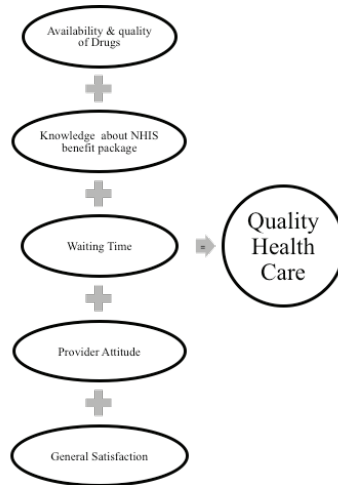 Availability & quality
of Drugs
Knowledge about NHIS
benefit package
Waiting Time
=
Quality
Health
Care
Provider Attitude
General Satisfaction